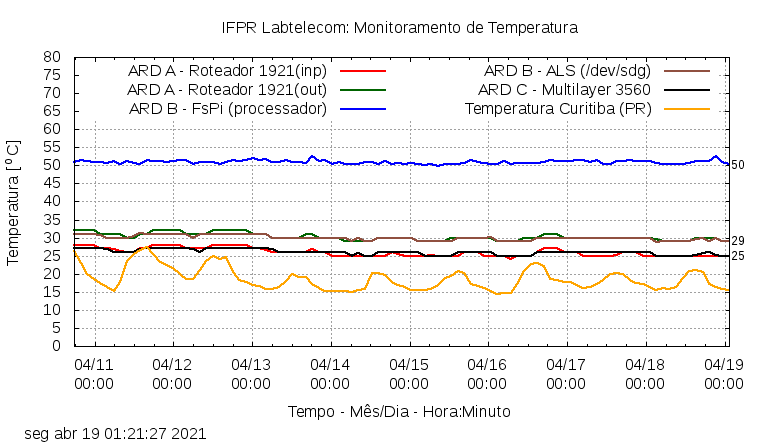 IFPR Labtelecom: Monitoramento de Temperatura
80
75
70
65
60
55
50
45
40
35
30
25
20
15
10
5
0
Temperatura [ ° C]
ARD A - Roteador 1921(inp)
ARD A - Roteador 1921(out)
ARD B - FsPi (processador)
ARD B - ALS (/dev/sdg)
ARD C - Multilayer 3560
Temperatura Curitiba (PR)
50
29
25
04/11 04/12 04/13 04/14 04/15 04/16 04/17 04/18 04/19
00:00 00:00 00:00 00:00 00:00 00:00 00:00 00:00 00:00
Tempo - Mês/Dia - Hora:Minuto
seg abr 19 01:21:27 2021